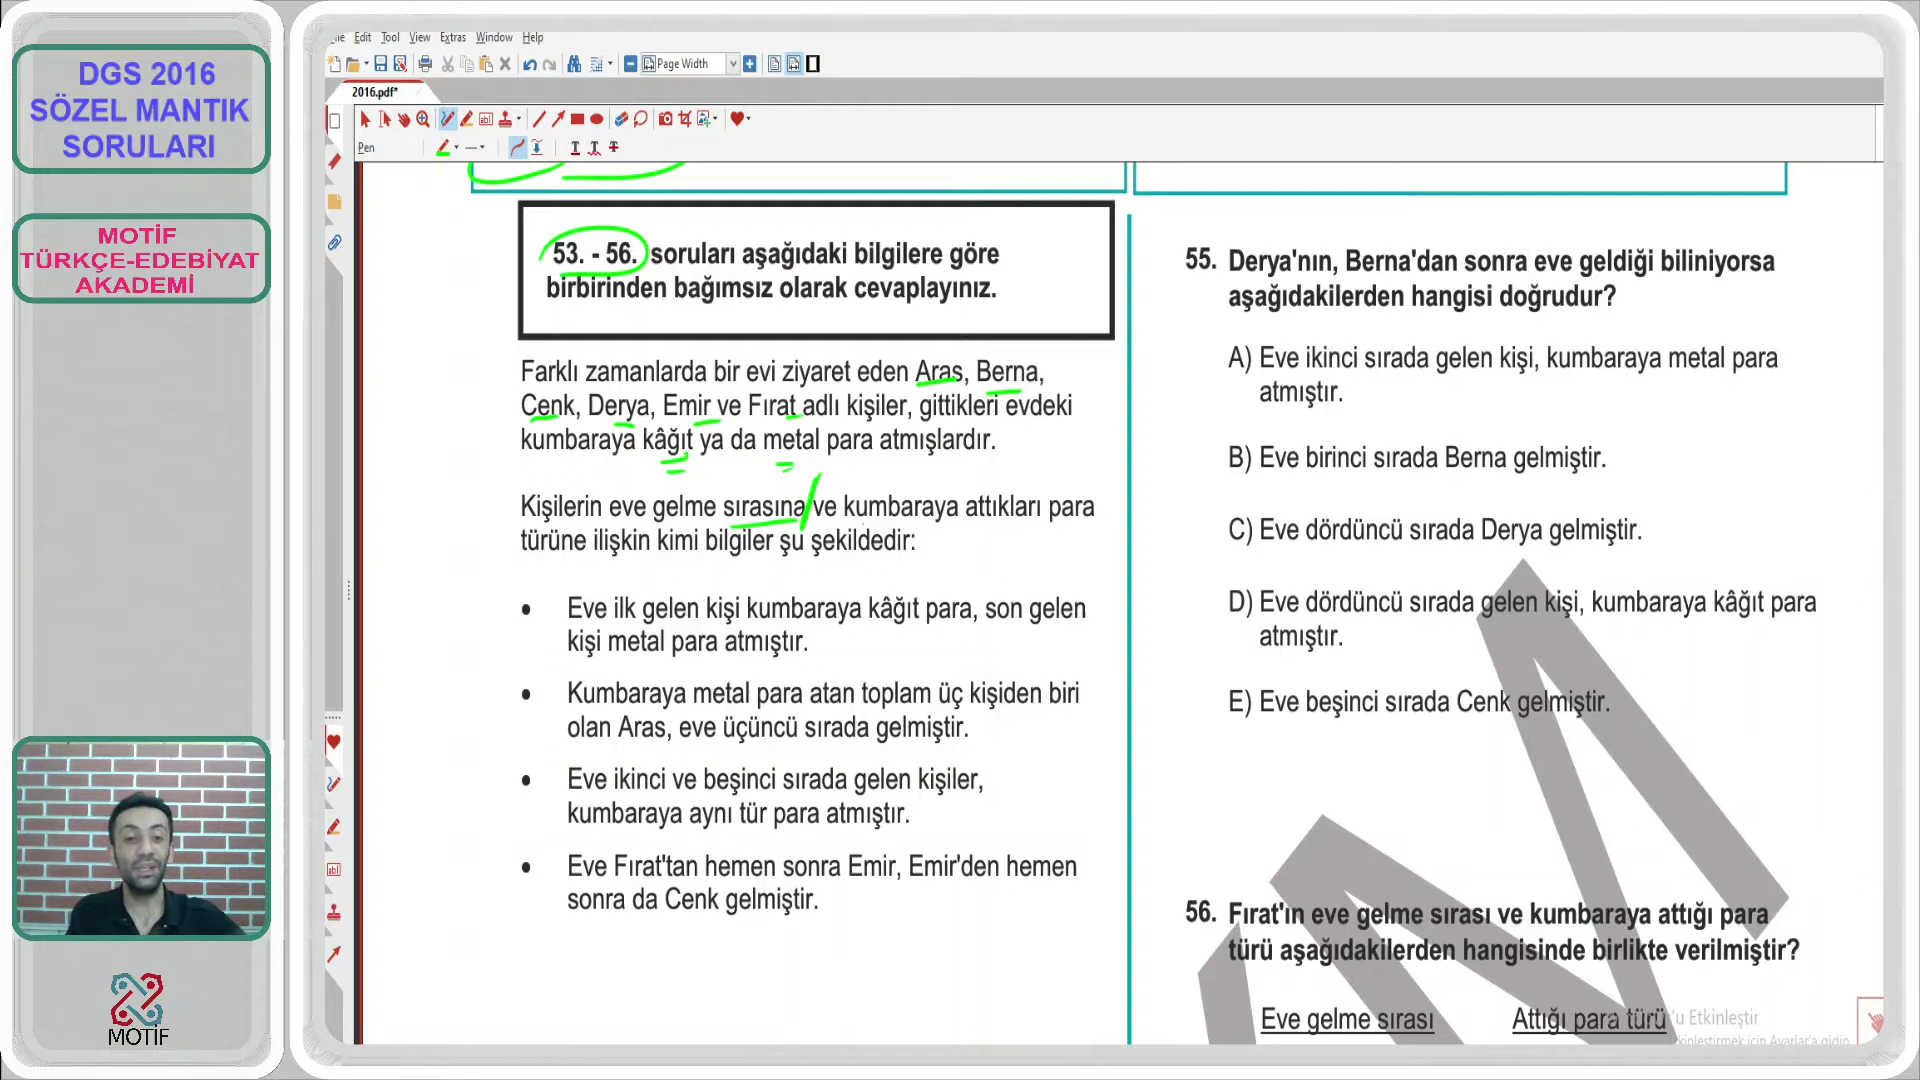 DGS 2016
SÖZEL MANTIK
SORULARI
MOTİF
TÜRKÇE-EDEBİYAT
AKADEMİ
MOTİF
Edit Tool View Extras Window Help
Page Width
2016.pdf*
Pen
53. - 56. soruları aşağıdaki bilgilere göre
birbirinden bağımsız olarak cevaplayınız.
Farklı zamanlarda bir evi ziyaret eden Aras, Berna,
Cenk, Derya, Emir ve Fırat adlı kişiler, gittikleri evdeki
kumbaraya kâğıt ya da metal para atmışlardır.
Kişilerin eve gelme sırasına ve kumbaraya attıkları para
türüne ilişkin kimi bilgiler şu şekildedir:
• Eve ilk gelen kişi kumbaraya kâğıt para, son gelen
kişi metal para atmıştır.
• Kumbaraya metal para atan toplam üç kişiden biri
olan Aras, eve üçüncü sırada gelmiştir.
• Eve ikinci ve beşinci sırada gelen kişiler,
kumbaraya aynı tür para atmıştır.
• Eve Fırat'tan hemen sonra Emir, Emir'den hemen
sonra da Cenk gelmiştir.
55. Derya'nın, Berna'dan sonra eve geldiği biliniyorsa
aşağıdakilerden hangisi doğrudur?
A) Eve ikinci sırada gelen kişi, kumbaraya metal para
atmıştır.
B) Eve birinci sırada Berna gelmiştir.
C) Eve dördüncü sırada Derya gelmiştir.
D) Eve dördüncü sırada gelen kişi, kumbaraya kâğıt para
atmıştır.
E) Eve beşinci sırada Cenk gelmiştir.
56. Fırat'ın eve gelme sırası ve kumbaraya attığı para
türü aşağıdakilerden hangisinde birlikte verilmiştir?
Eve gelme sırası Attığı para türü
'u Etkinleştir